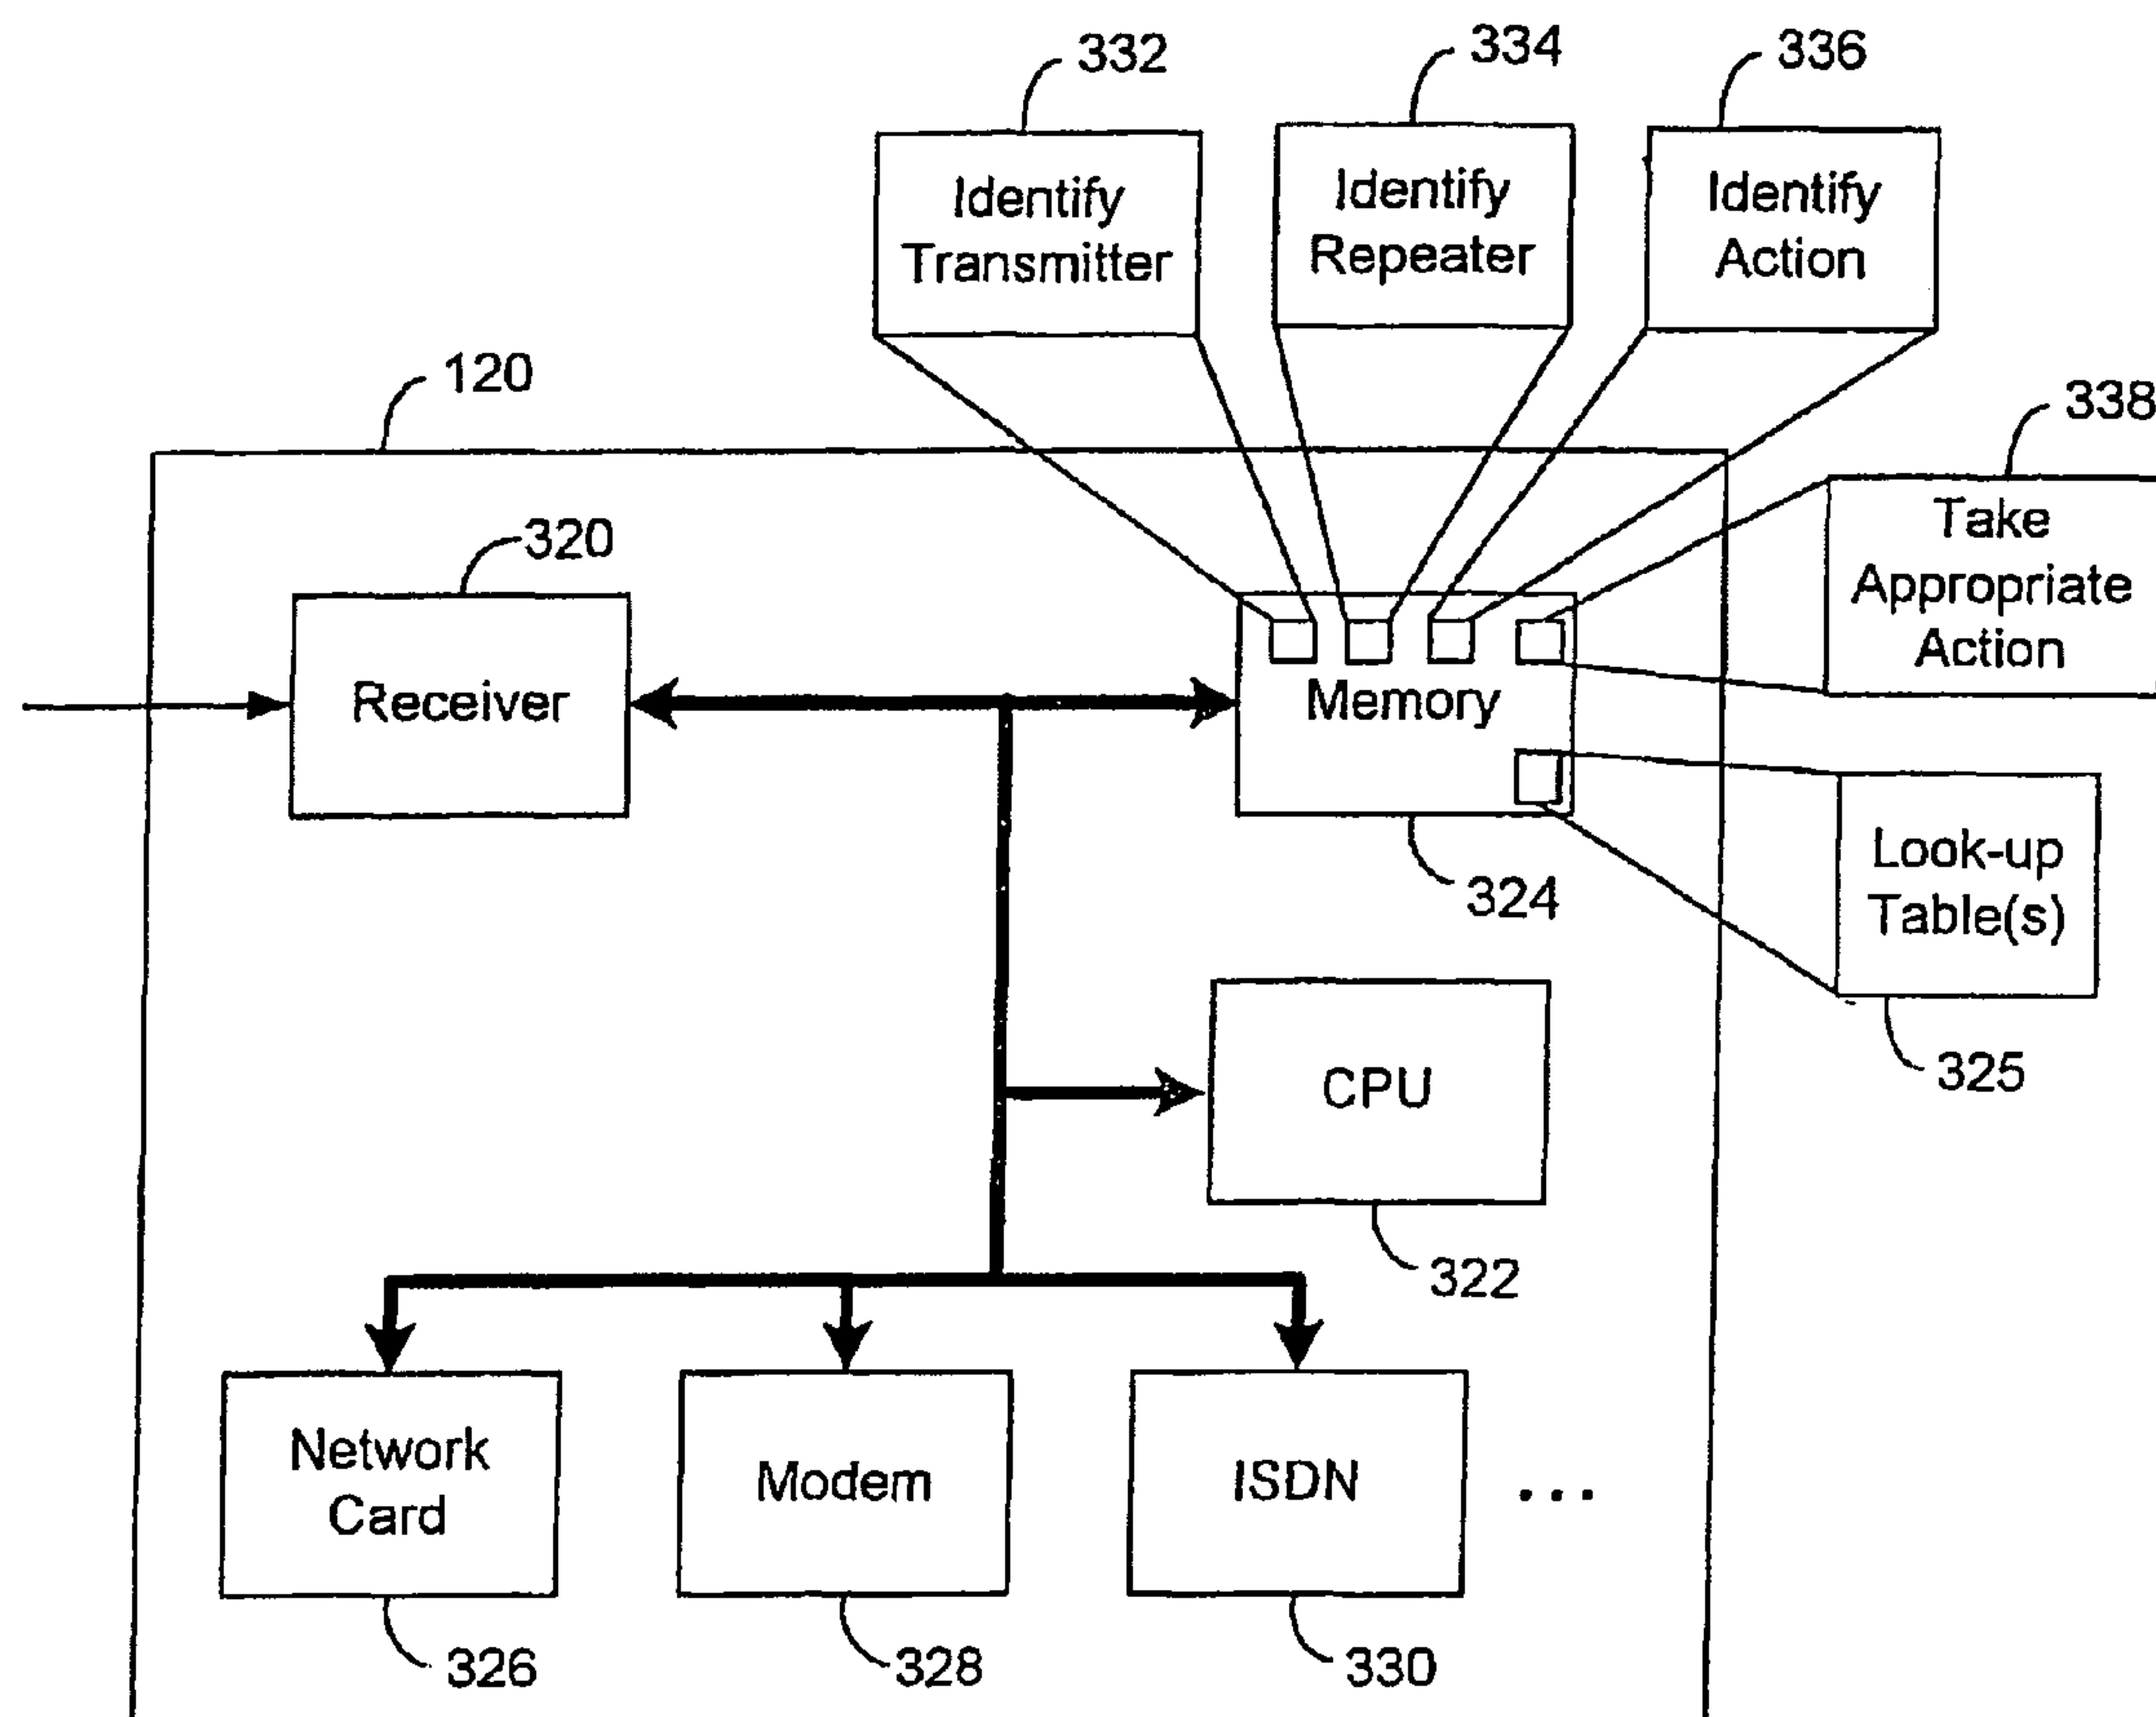 332
334
336
Identify
Transmitter
Identify
Repeater
Identify
Action
120
338
320
Take
Appropriate
Action
Receiver
Memory
Look-up
Table(s)
324
325
CPU
322
Network
Card
Modem
ISDN
...
326
328
330